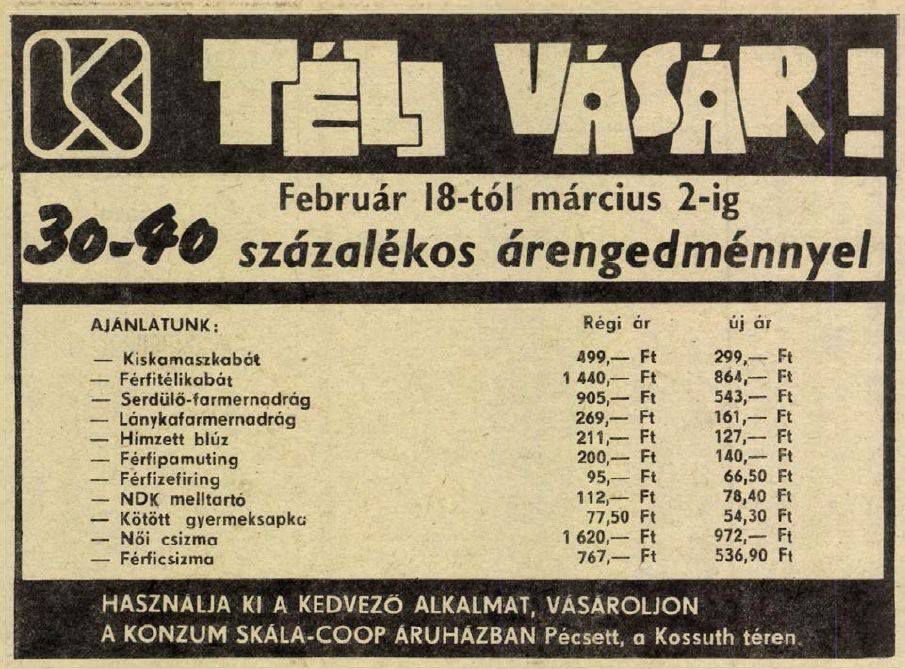 K TÉLI VÁSÁR!
Február 18-tól március 2-ig
30-40 százalékos árengedménnyel
AJÁNLATUNK: Régi ár új ár
— Kiskamaszkabát 499,— Ft 299,— Ft
— Férfitélikabát 1 440,— Ft 864,— Ft
— Serdülő-farmernadrág 905,— Ft 543,— Ft
— Lánykafarmernadrág 269,— Ft 161,— Ft
— Hímzett blúz 211,— Ft 127,— Ft
— Férfipamuting 200,— Ft 140,— Ft
— Férfizefiring 95,— Ft 66,50 Ft
— NDK melltartó 112,— Ft 78,40 Ft
— Kötött gyermeksapka 77,50 Ft 54,30 Ft
— Női csizma 1 620,— Ft 972,— Ft
— Férficsizma 767,— Ft 536,90 Ft
HASZNÁLJA KI A KEDVEZŐ ALKALMAT, VÁSÁROLJON
A KONZUM SKÁLA-COOP ÁRUHÁZBAN Pécsett, a Kossuth téren.